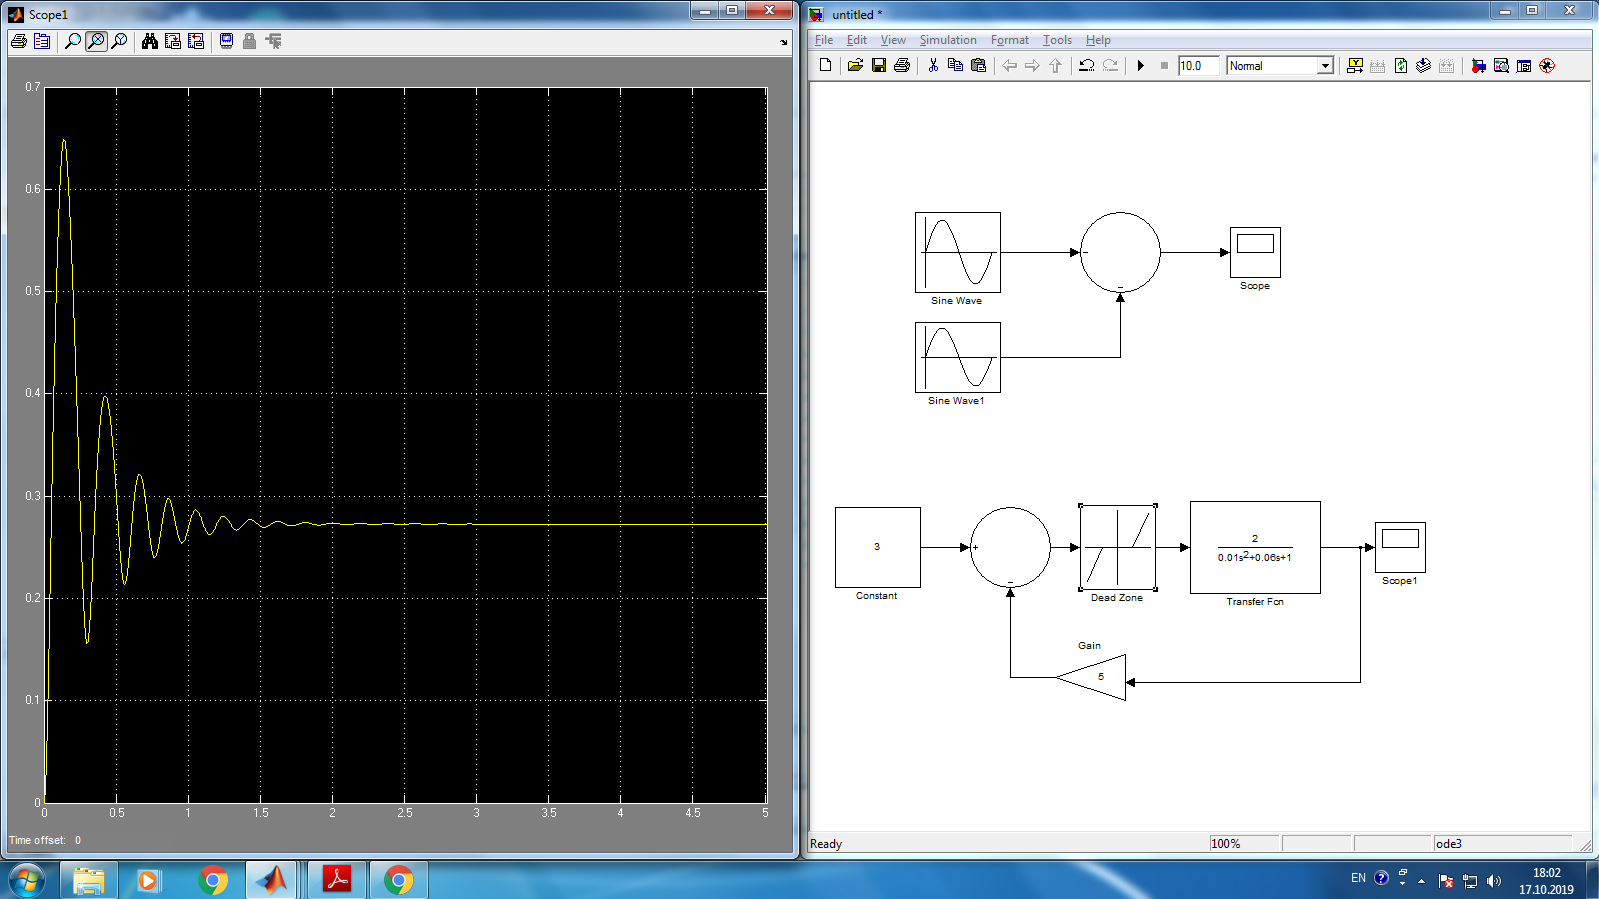 Scope1
0.7
0.6
0.5
0.4
0.3
0.2
0.1
0
0 0.5 1 1.5 2 2.5 3 3.5 4 4.5 5
Time offset: 0
untitled *
File Edit View Simulation Format Tools Help
10.0 Normal
Sine Wave
Scope
Sine Wave1
3
Constant
+
Dead Zone
2
0.01s2+0.06s+1
Transfer Fcn
Scope1
Gain
5
Ready 100% ode3
EN 18:02
17.10.2019